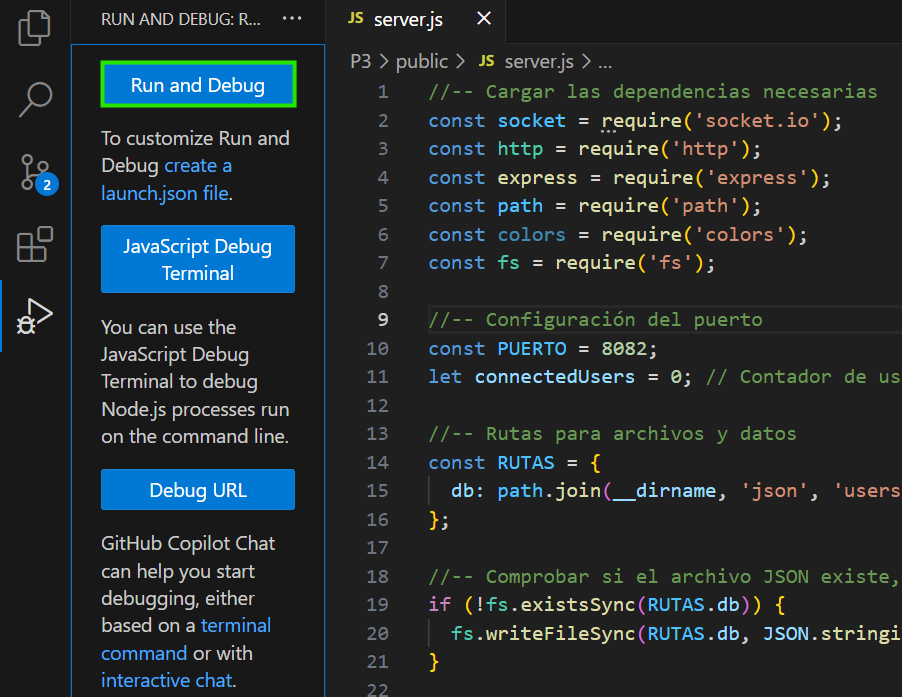 RUN AND DEBUG: R... ···
Run and Debug
To customize Run and
Debug create a
launch.json file.
JavaScript Debug
Terminal
You can use the
JavaScript Debug
Terminal to debug
Node.js processes run
on the command line.
Debug URL
GitHub Copilot Chat
can help you start
debugging, either
based on a terminal
command or with
interactive chat.
2
JS server.js ×
P3 > public > JS server.js > ...
1 //-- Cargar las dependencias necesarias
2 const socket = require('socket.io');
3 const http = require('http');
4 const express = require('express');
5 const path = require('path');
6 const colors = require('colors');
7 const fs = require('fs');
8
9 //-- Configuración del puerto
10 const PUERTO = 8082;
11 let connectedUsers = 0; // Contador de us
12
13 //-- Rutas para archivos y datos
14 const RUTAS = {
15 db: path.join(__dirname, 'json', 'users
16 };
17
18 //-- Comprobar si el archivo JSON existe,
19 if (!fs.existsSync(RUTAS.db)) {
20 fs.writeFileSync(RUTAS.db, JSON.stringi
21 }
22